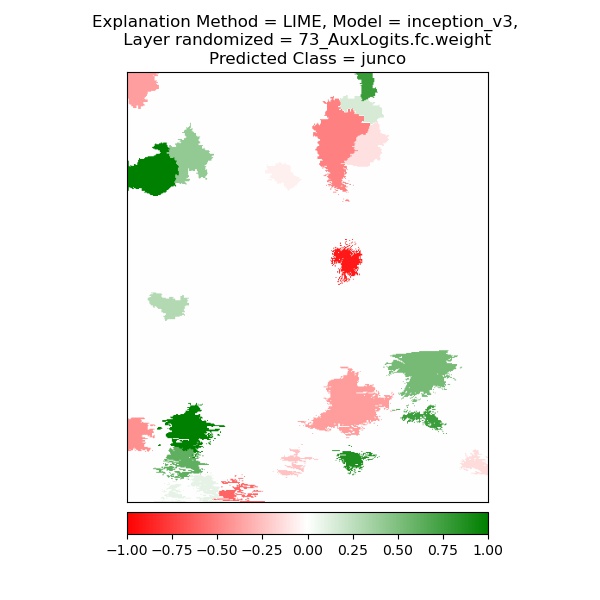 Explanation Method = LIME, Model = inception_v3,
Layer randomized = 73_AuxLogits.fc.weight
Predicted Class = junco
−1.00 −0.75 −0.50 −0.25 0.00 0.25 0.50 0.75 1.00